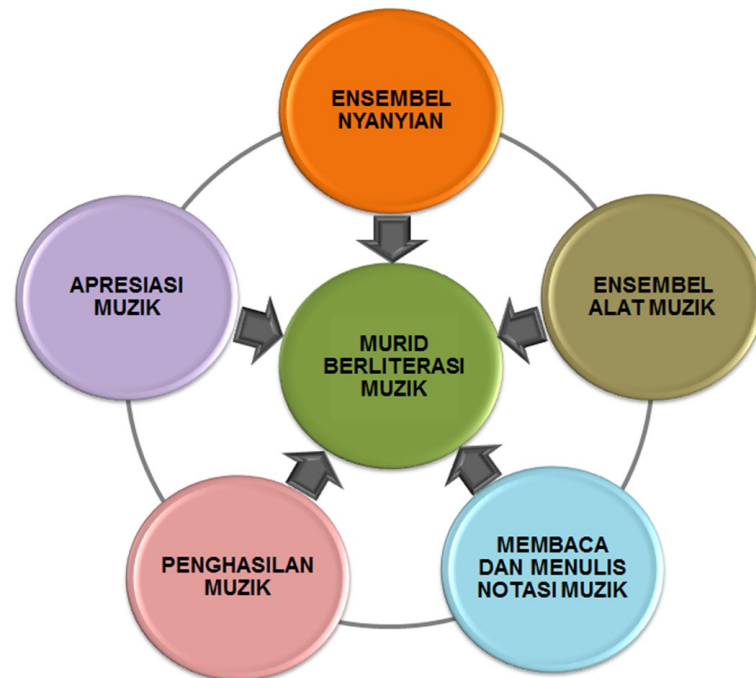 ENSEMBEL
NYANYIAN
APRESIASI
MUZIK
ENSEMBEL
ALAT MUZIK
MURID
BERLITERASI
MUZIK
PENGHASILAN
MUZIK
MEMBACA
DAN MENULIS
NOTASI MUZIK